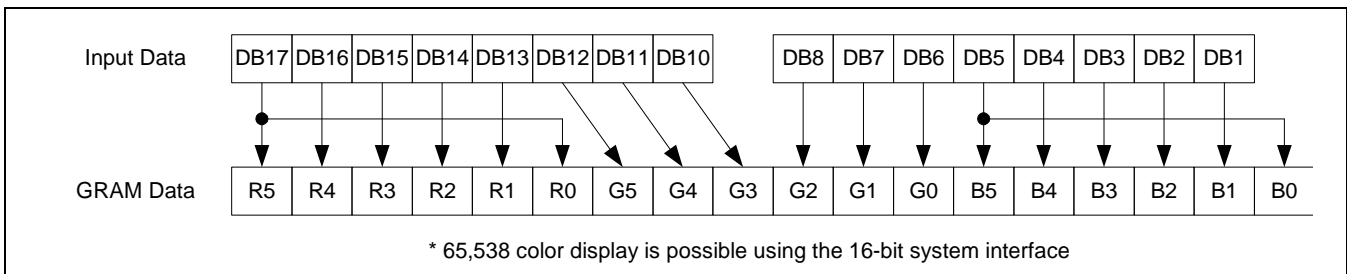 Input Data DB17 DB16 DB15 DB14 DB13 DB12 DB11 DB10 DB8 DB7 DB6 DB5 DB4 DB3 DB2 DB1
GRAM Data R5 R4 R3 R2 R1 R0 G5 G4 G3 G2 G1 G0 B5 B4 B3 B2 B1 B0
* 65,538 color display is possible using the 16-bit system interface